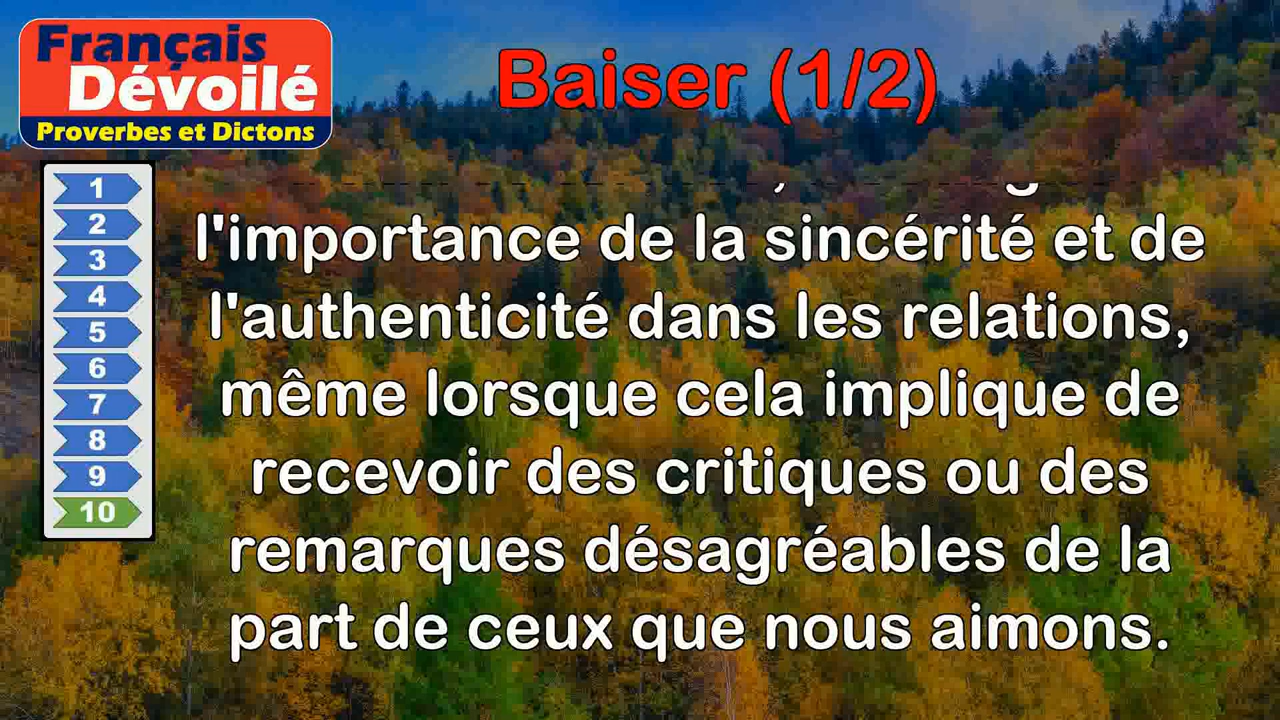 Français
Dévoilé
Proverbes et Dictons
Baiser (1/2)
1
2
3
4
5
6
7
8
9
10
l'importance de la sincérité et de
l'authenticité dans les relations,
même lorsque cela implique de
recevoir des critiques ou des
remarques désagréables de la
part de ceux que nous aimons.